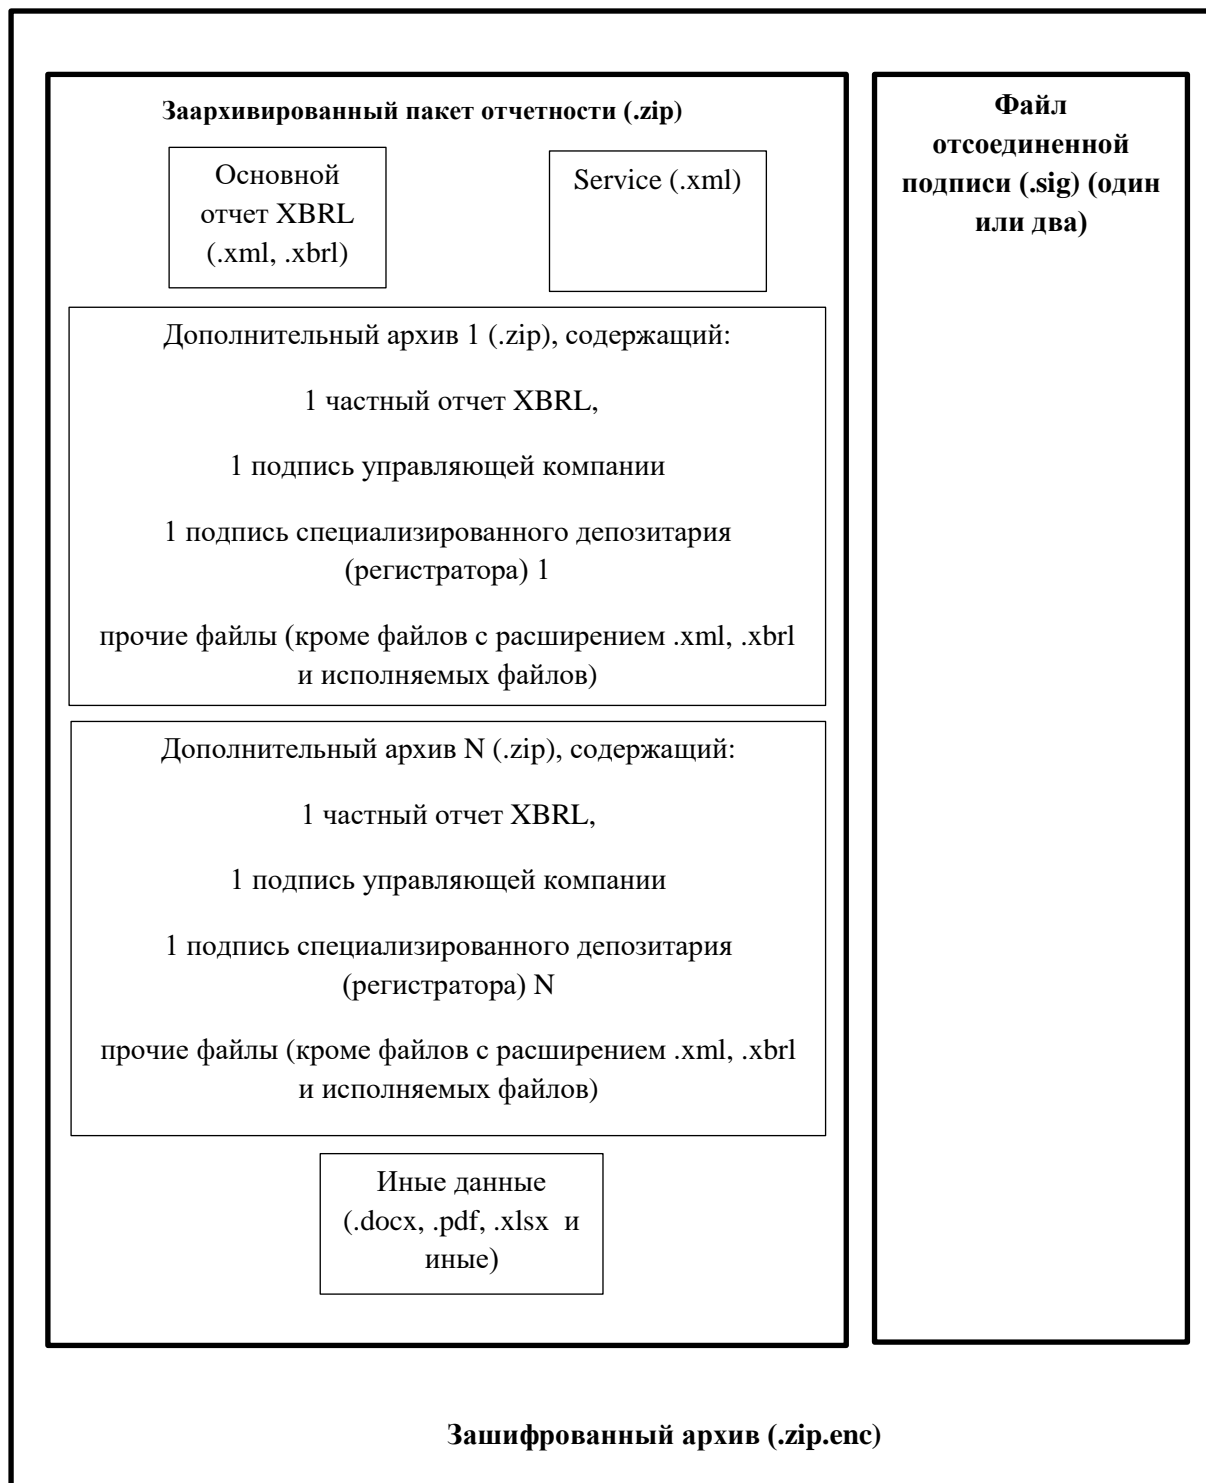 Заархивированный пакет отчетности (.zip)
Основной
отчет XBRL
(.xml, .xbrl)
Service (.xml)
Дополнительный архив 1 (.zip), содержащий:
1 частный отчет XBRL,
1 подпись управляющей компании
1 подпись специализированного депозитария
(регистратора) 1
прочие файлы (кроме файлов с расширением .xml, .xbrl
и исполняемых файлов)
Дополнительный архив N (.zip), содержащий:
1 частный отчет XBRL,
1 подпись управляющей компании
1 подпись специализированного депозитария
(регистратора) N
прочие файлы (кроме файлов с расширением .xml, .xbrl
и исполняемых файлов)
Иные данные
(.docx, .pdf, .xlsx и
иные)
Файл
отсоединенной
подписи (.sig) (один
или два)
Зашифрованный архив (.zip.enc)